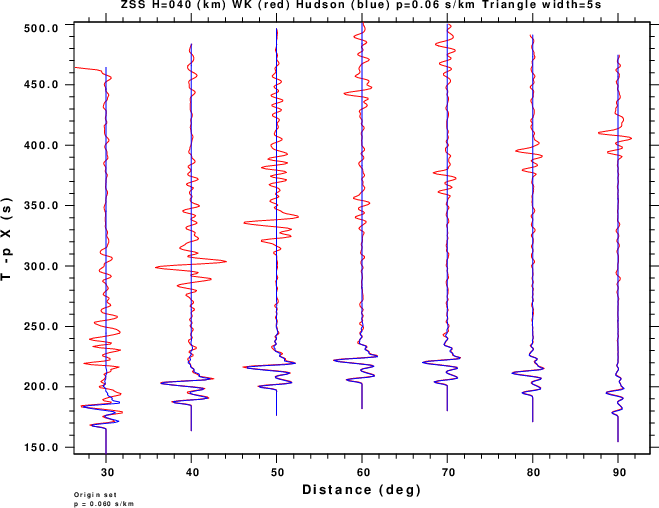 ZSS H=040 (km) WK (red) Hudson (blue) p=0.06 s/km Triangle width=5s
500.0
450.0
400.0
350.0
300.0
250.0
200.0
150.0
T -p X (s)
30 40 50 60 70 80 90
Distance (deg)
Origin set
p = 0.060 s/km